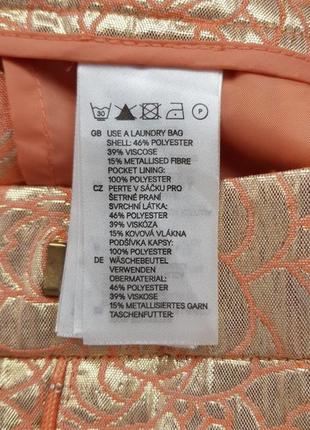 30 P
GB USE A LAUNDRY BAG
SHELL: 46% POLYESTER
39% VISCOSE
15% METALLISED FIBRE
POCKET LINING:
100% POLYESTER
CZ PERTE V SÁČKU PRO
ŠETRNÉ PRANÍ
SVRCHNÍ LÁTKA:
46% POLYESTER
39% VISKÓZA
15% KOVOVÁ VLÁKNA
PODŠÍVKA KAPSY:
100% POLYESTER
DE WÄSCHEBEUTEL
VERWENDEN
OBERMATERIAL:
46% POLYESTER
39% VISKOSE
15 % METALLISIERTES GARN
TASCHENFUTTER: